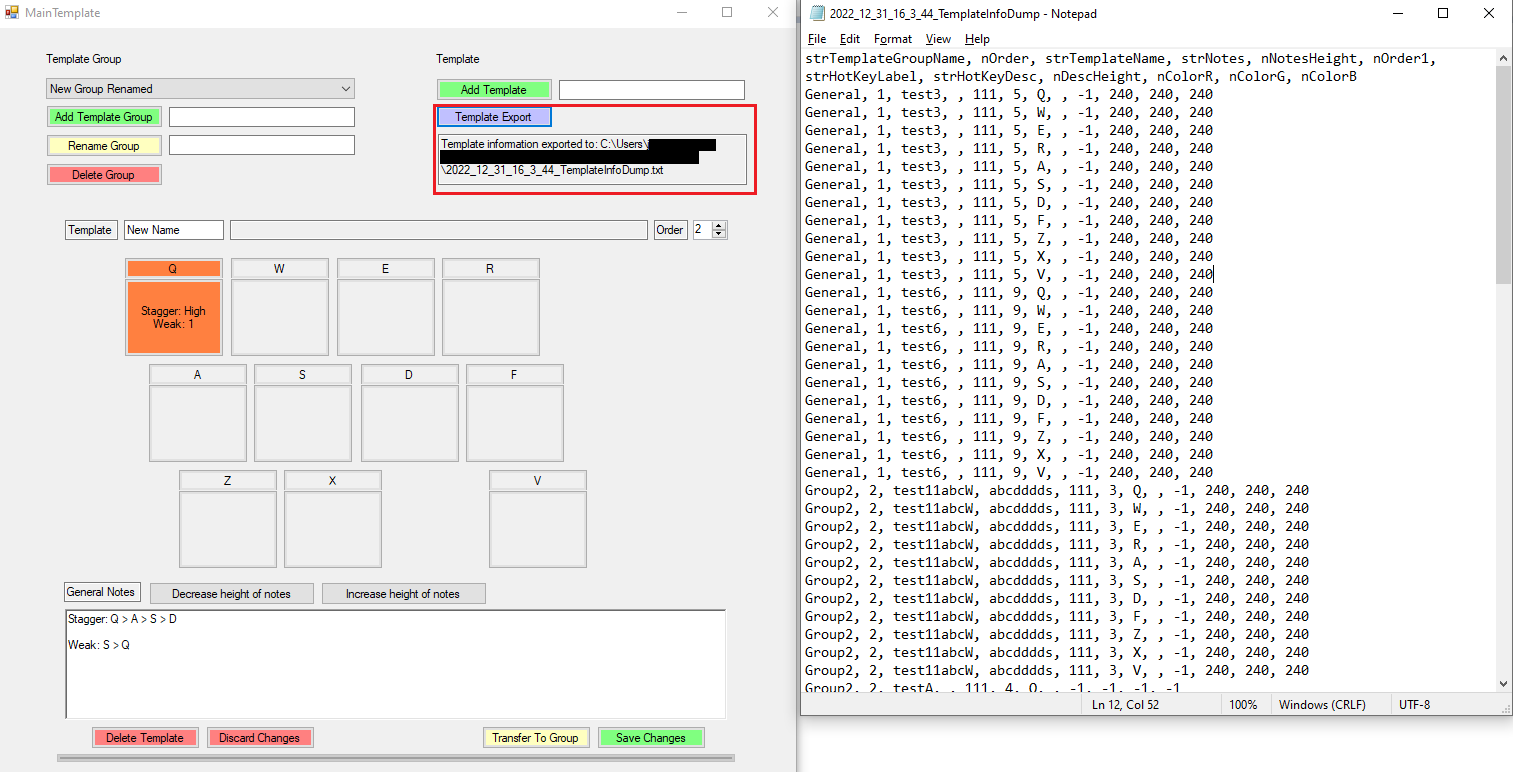 MainTemplate
Template Group
New Group Renamed
Add Template Group
Rename Group
Delete Group
Template
Add Template
Template Export
Template information exported to: C:\Users\
\2022_12_31_16_3_44_TemplateInfoDump.txt
Template New Name Order 2
Q W E R
Stagger: High
Weak: 1
A S D F
Z X V
General Notes Decrease height of notes Increase height of notes
Stagger: Q > A > S > D
Weak: S > Q
Delete Template Discard Changes Transfer To Group Save Changes
2022_12_31_16_3_44_TemplateInfoDump - Notepad
File Edit Format View Help
strTemplateGroupName, nOrder, strTemplateName, strNotes, nNotesHeight, nOrder1,
strHotKeyLabel, strHotKeyDesc, nDescHeight, nColorR, nColorG, nColorB
General, 1, test3, , 111, 5, Q, , -1, 240, 240, 240
General, 1, test3, , 111, 5, W, , -1, 240, 240, 240
General, 1, test3, , 111, 5, E, , -1, 240, 240, 240
General, 1, test3, , 111, 5, R, , -1, 240, 240, 240
General, 1, test3, , 111, 5, A, , -1, 240, 240, 240
General, 1, test3, , 111, 5, S, , -1, 240, 240, 240
General, 1, test3, , 111, 5, D, , -1, 240, 240, 240
General, 1, test3, , 111, 5, F, , -1, 240, 240, 240
General, 1, test3, , 111, 5, Z, , -1, 240, 240, 240
General, 1, test3, , 111, 5, X, , -1, 240, 240, 240
General, 1, test3, , 111, 5, V, , -1, 240, 240, 240
General, 1, test6, , 111, 9, Q, , -1, 240, 240, 240
General, 1, test6, , 111, 9, W, , -1, 240, 240, 240
General, 1, test6, , 111, 9, E, , -1, 240, 240, 240
General, 1, test6, , 111, 9, R, , -1, 240, 240, 240
General, 1, test6, , 111, 9, A, , -1, 240, 240, 240
General, 1, test6, , 111, 9, S, , -1, 240, 240, 240
General, 1, test6, , 111, 9, D, , -1, 240, 240, 240
General, 1, test6, , 111, 9, F, , -1, 240, 240, 240
General, 1, test6, , 111, 9, Z, , -1, 240, 240, 240
General, 1, test6, , 111, 9, X, , -1, 240, 240, 240
General, 1, test6, , 111, 9, V, , -1, 240, 240, 240
Group2, 2, test11abcW, abcdddds, 111, 3, Q, , -1, 240, 240, 240
Group2, 2, test11abcW, abcdddds, 111, 3, W, , -1, 240, 240, 240
Group2, 2, test11abcW, abcdddds, 111, 3, E, , -1, 240, 240, 240
Group2, 2, test11abcW, abcdddds, 111, 3, R, , -1, 240, 240, 240
Group2, 2, test11abcW, abcdddds, 111, 3, A, , -1, 240, 240, 240
Group2, 2, test11abcW, abcdddds, 111, 3, S, , -1, 240, 240, 240
Group2, 2, test11abcW, abcdddds, 111, 3, D, , -1, 240, 240, 240
Group2, 2, test11abcW, abcdddds, 111, 3, F, , -1, 240, 240, 240
Group2, 2, test11abcW, abcdddds, 111, 3, Z, , -1, 240, 240, 240
Group2, 2, test11abcW, abcdddds, 111, 3, X, , -1, 240, 240, 240
Group2, 2, test11abcW, abcdddds, 111, 3, V, , -1, 240, 240, 240
Group2, 2, testA, , 111, 4, Q, , -1, -1, -1, -1
Ln 12, Col 52 100% Windows (CRLF) UTF-8